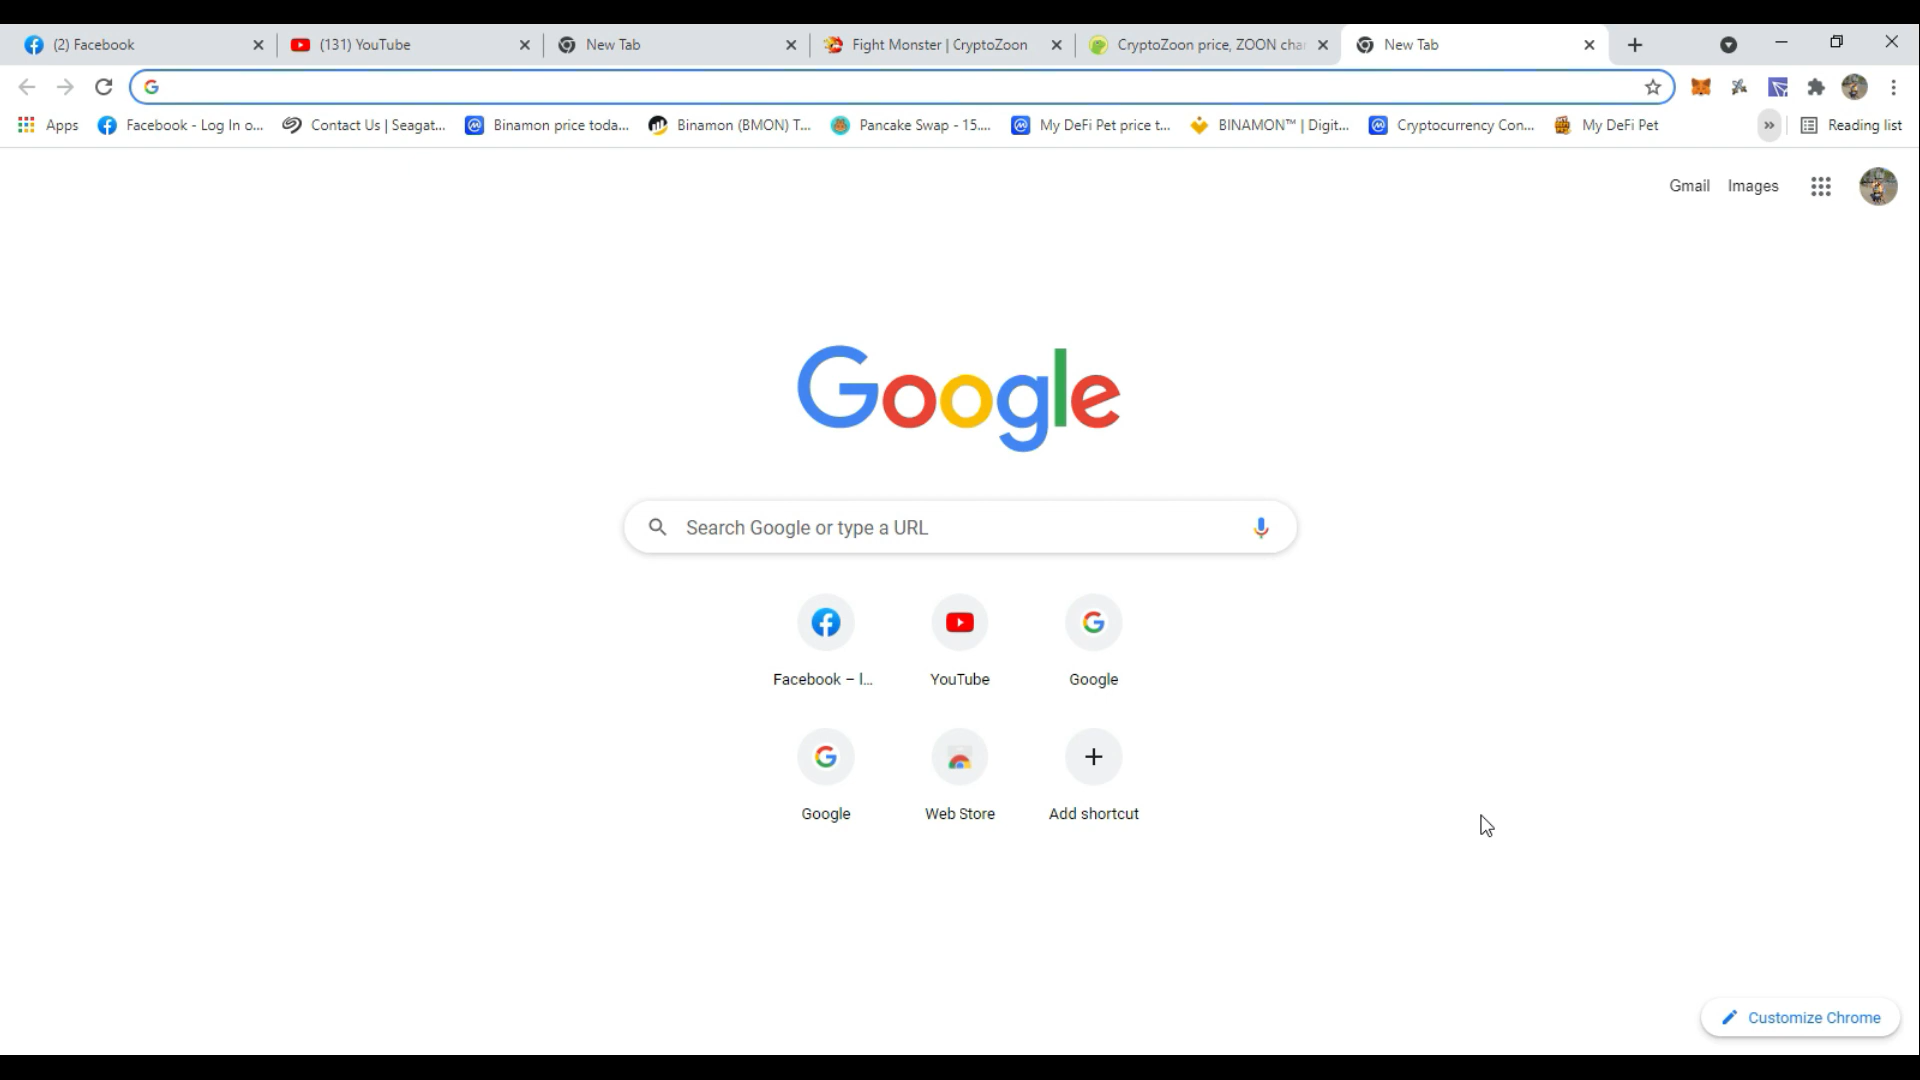 (2) Facebook
(131) YouTube
New Tab
Fight Monster | CryptoZoon
CryptoZoon price, ZOON cha
New Tab
Apps
Facebook - Log In o...
Contact Us | Seagat...
Binamon price toda...
Binamon (BMON) T...
Pancake Swap - 15....
My DeFi Pet price t...
BINAMON™ | Digit...
Cryptocurrency Con...
My DeFi Pet
»
Reading list
Gmail
Images
Google
Search Google or type a URL
Facebook – l...
YouTube
Google
Google
Web Store
Add shortcut
Customize Chrome